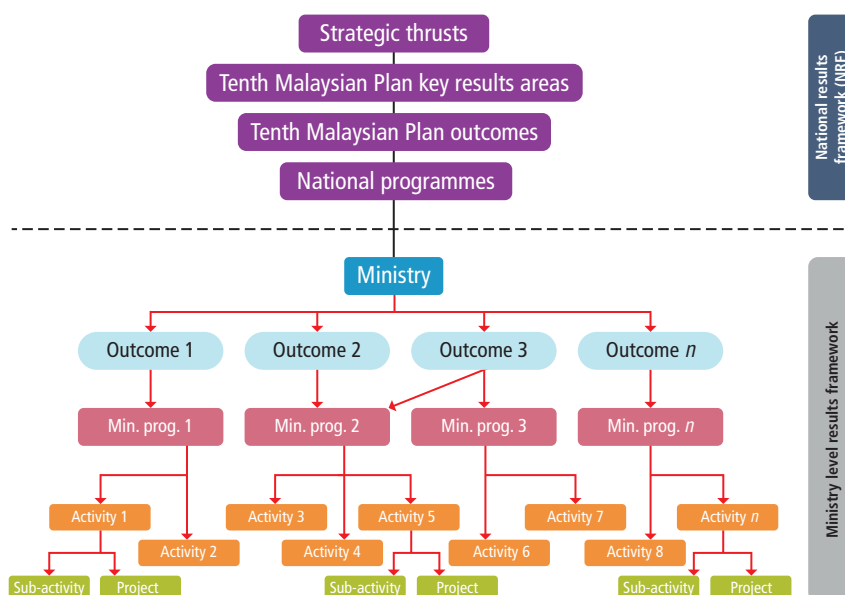 Strategic thrusts
Tenth Malaysian Plan key results areas
Tenth Malaysian Plan outcomes
National programmes
National results
framework (NRF)
Ministry
Outcome 1
Outcome 2
Outcome 3
Outcome n
Min. prog. 1
Min. prog. 2
Min. prog. 3
Min. prog. n
Activity 1
Activity 3
Activity 5
Activity 7
Activity n
Activity 2
Activity 4
Activity 6
Activity 8
Sub-activity
Project
Sub-activity
Project
Sub-activity
Project
Ministry level results framework